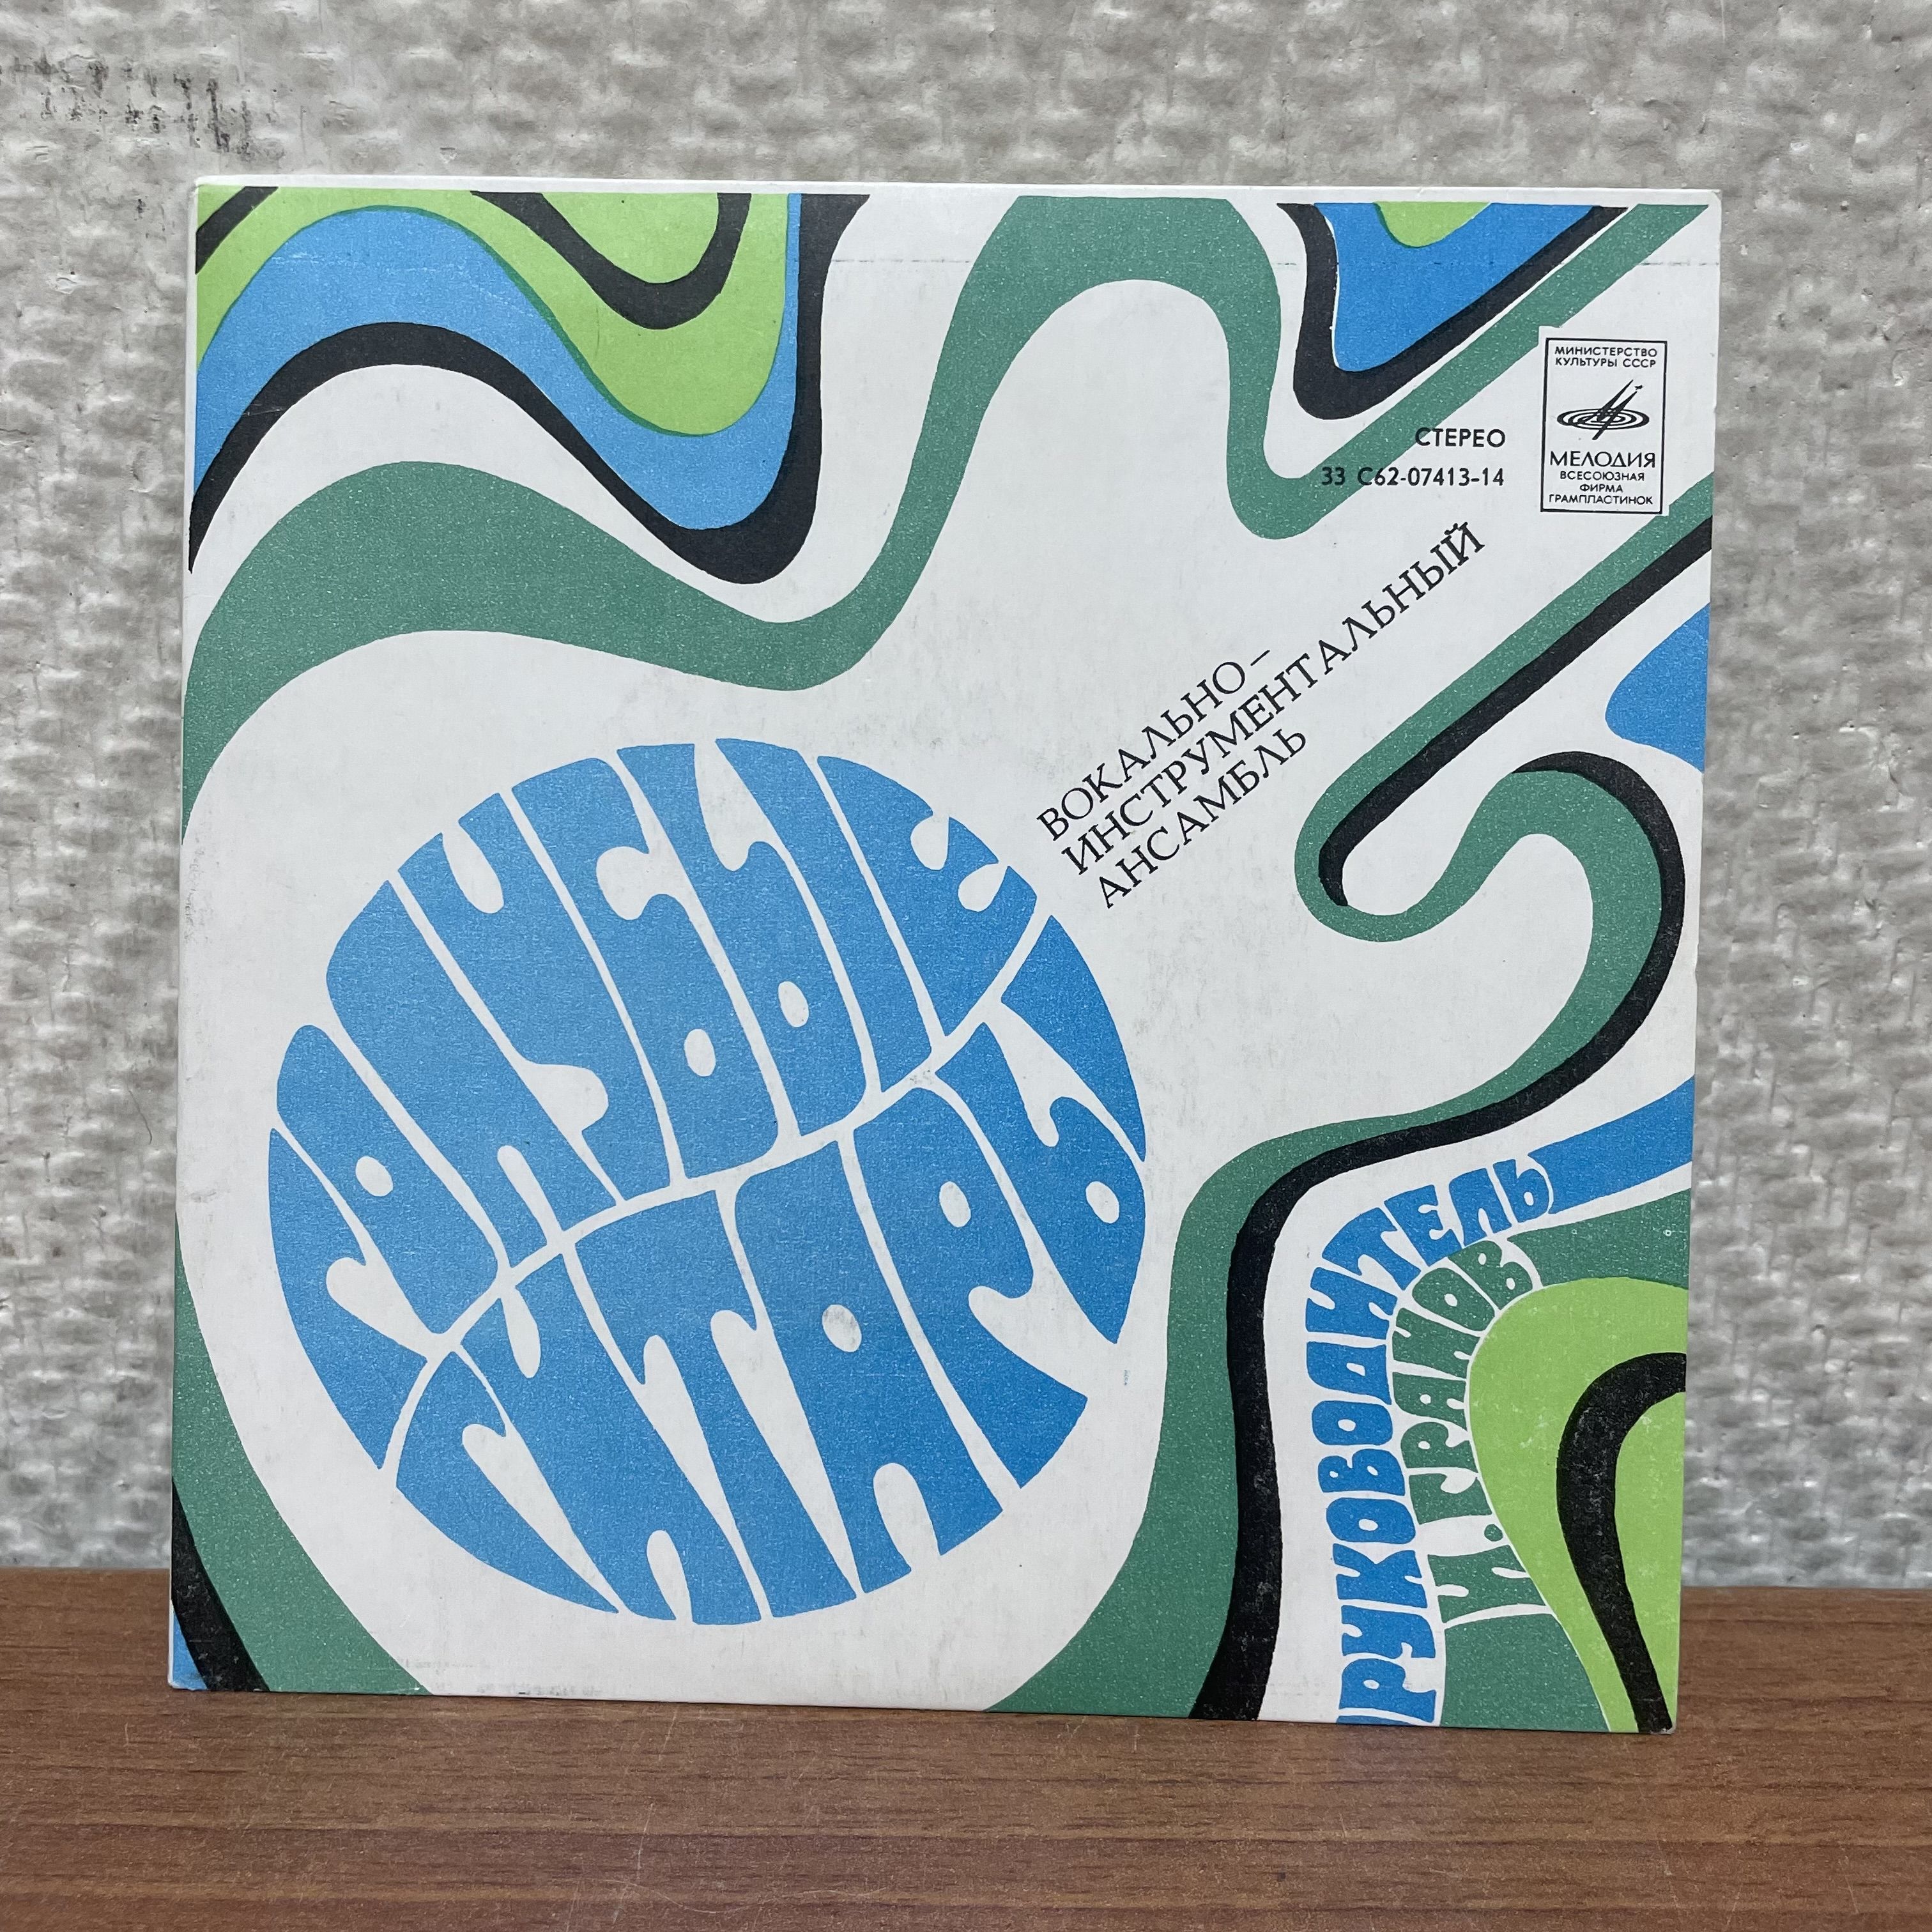 МИНИСТЕРСТВО
КУЛЬТУРЫ СССР
МЕЛОДИЯ
ВСЕСОЮЗНАЯ
ФИРМА
ГРАМПЛАСТИНОК
СТЕРЕО
33 С62-07413-14
ВОКАЛЬНО-
ИНСТРУМЕНТАЛЬНЫЙ
АНСАМБЛЬ
ГОЛУБЫЕ
ГИТАРЫ
РУКОВОДИТЕЛЬ
И. ГРАНОВ